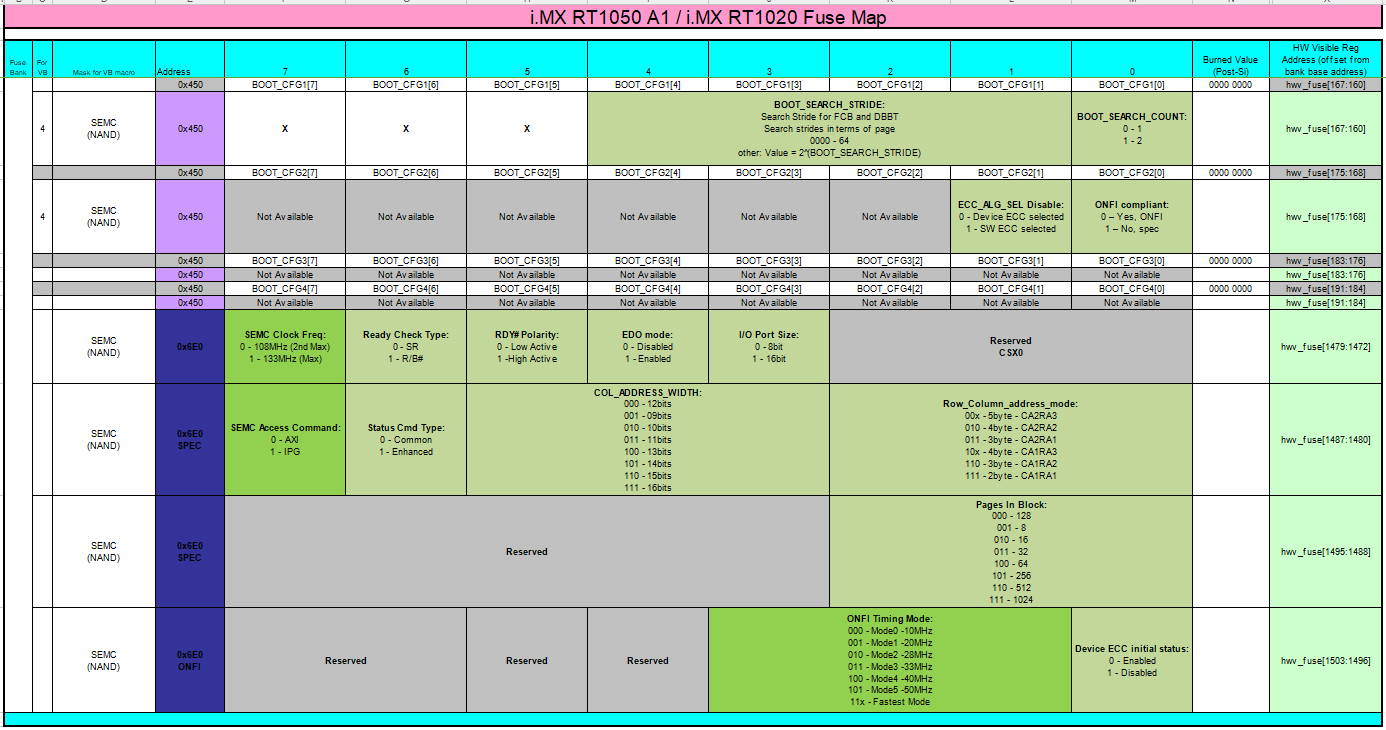 i.MX RT1050 A1 / i.MX RT1020 Fuse Map
Fuse Bank For VB Mask for VB macro Address 7 6 5 4 3 2 1 0 Burned Value (Post-Si) HW Visible Reg Address (offset from bank base address)
0x450 BOOT_CFG1[7] BOOT_CFG1[6] BOOT_CFG1[5] BOOT_CFG1[4] BOOT_CFG1[3] BOOT_CFG1[2] BOOT_CFG1[1] BOOT_CFG1[0] 0000 0000 hwv_fuse[167:160]
4
SEMC
(NAND)
0x450
X
X
X
BOOT_SEARCH_STRIDE:
Search Stride for FCB and DBBT
Search strides in terms of page
0000 - 64
other: Value = 2^(BOOT_SEARCH_STRIDE)
BOOT_SEARCH_COUNT:
0 - 1
1 - 2
hwv_fuse[167:160]
0x450 BOOT_CFG2[7] BOOT_CFG2[6] BOOT_CFG2[5] BOOT_CFG2[4] BOOT_CFG2[3] BOOT_CFG2[2] BOOT_CFG2[1] BOOT_CFG2[0] 0000 0000 hwv_fuse[175:168]
4
SEMC
(NAND)
0x450
Not Available
Not Available
Not Available
Not Available
Not Available
Not Available
ECC_ALG_SEL Disable:
0 - Device ECC selected
1 - SW ECC selected
ONFI compliant:
0 – Yes, ONFI
1 – No, spec
hwv_fuse[175:168]
0x450 BOOT_CFG3[7] BOOT_CFG3[6] BOOT_CFG3[5] BOOT_CFG3[4] BOOT_CFG3[3] BOOT_CFG3[2] BOOT_CFG3[1] BOOT_CFG3[0] 0000 0000 hwv_fuse[183:176]
0x450 Not Available Not Available Not Available Not Available Not Available Not Available Not Available Not Available hwv_fuse[183:176]
0x450 BOOT_CFG4[7] BOOT_CFG4[6] BOOT_CFG4[5] BOOT_CFG4[4] BOOT_CFG4[3] BOOT_CFG4[2] BOOT_CFG4[1] BOOT_CFG4[0] 0000 0000 hwv_fuse[191:184]
0x450 Not Available Not Available Not Available Not Available Not Available Not Available Not Available Not Available hwv_fuse[191:184]
SEMC
(NAND)
0x6E0
SEMC Clock Freq:
0 - 108MHz (2nd Max)
1 - 133MHz (Max)
Ready Check Type:
0 - SR
1 - R/B#
RDY# Polarity:
0 - Low Active
1 -High Active
EDO mode:
0 - Disabled
1 - Enabled
I/O Port Size:
0 - 8bit
1 - 16bit
Reserved
CSX0
hwv_fuse[1479:1472]
SEMC
(NAND)
0x6E0
SPEC
SEMC Access Command:
0 - AXI
1 - IPG
Status Cmd Type:
0 - Common
1 - Enhanced
COL_ADDRESS_WIDTH:
000 - 12bits
001 - 09bits
010 - 10bits
011 - 11bits
100 - 13bits
101 - 14bits
110 - 15bits
111 - 16bits
Row_Column_address_mode:
00x - 5byte - CA2RA3
010 - 4byte - CA2RA2
011 - 3byte - CA2RA1
10x - 4byte - CA1RA3
110 - 3byte - CA1RA2
111 - 2byte - CA1RA1
hwv_fuse[1487:1480]
SEMC
(NAND)
0x6E0
SPEC
Reserved
Pages In Block:
000 - 128
001 - 8
010 - 16
011 - 32
100 - 64
101 - 256
110 - 512
111 - 1024
hwv_fuse[1495:1488]
SEMC
(NAND)
0x6E0
ONFI
Reserved
Reserved
Reserved
ONFI Timing Mode:
000 - Mode0 -10MHz
001 - Mode1 -20MHz
010 - Mode2 -28MHz
011 - Mode3 -33MHz
100 - Mode4 -40MHz
101 - Mode5 -50MHz
11x - Fastest Mode
Device ECC initial status:
0 - Enabled
1 - Disabled
hwv_fuse[1503:1496]